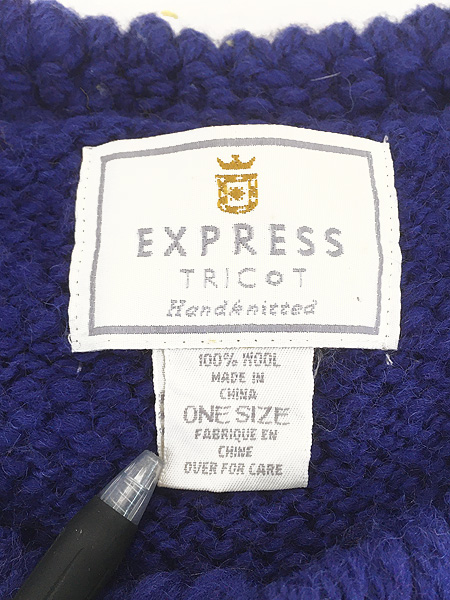 EXPRESS
TRICOT
Handknitted
100% WOOL
MADE IN
CHINA
ONE SIZE
FABRIQUE EN
CHINE
OVER FOR CARE